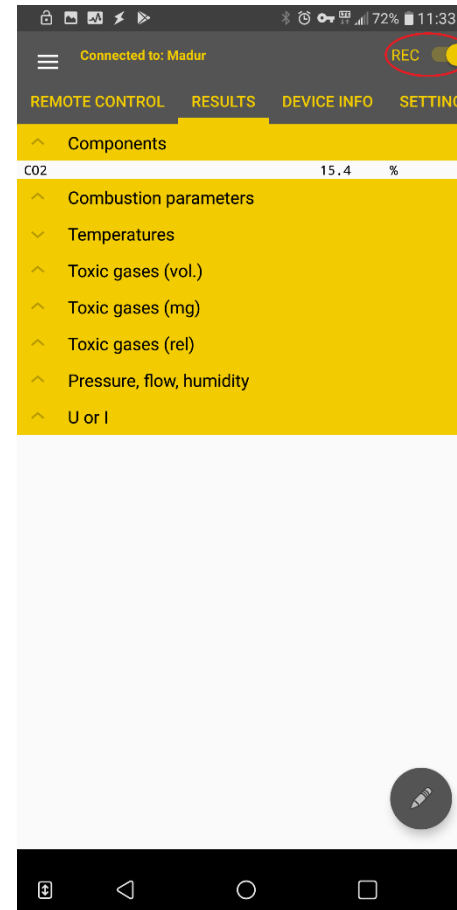 72% 11:33
Connected to: Madur REC
REMOTE CONTROL RESULTS DEVICE INFO SETTING
Components
CO2 15.4 %
Combustion parameters
Temperatures
Toxic gases (vol.)
Toxic gases (mg)
Toxic gases (rel)
Pressure, flow, humidity
U or I